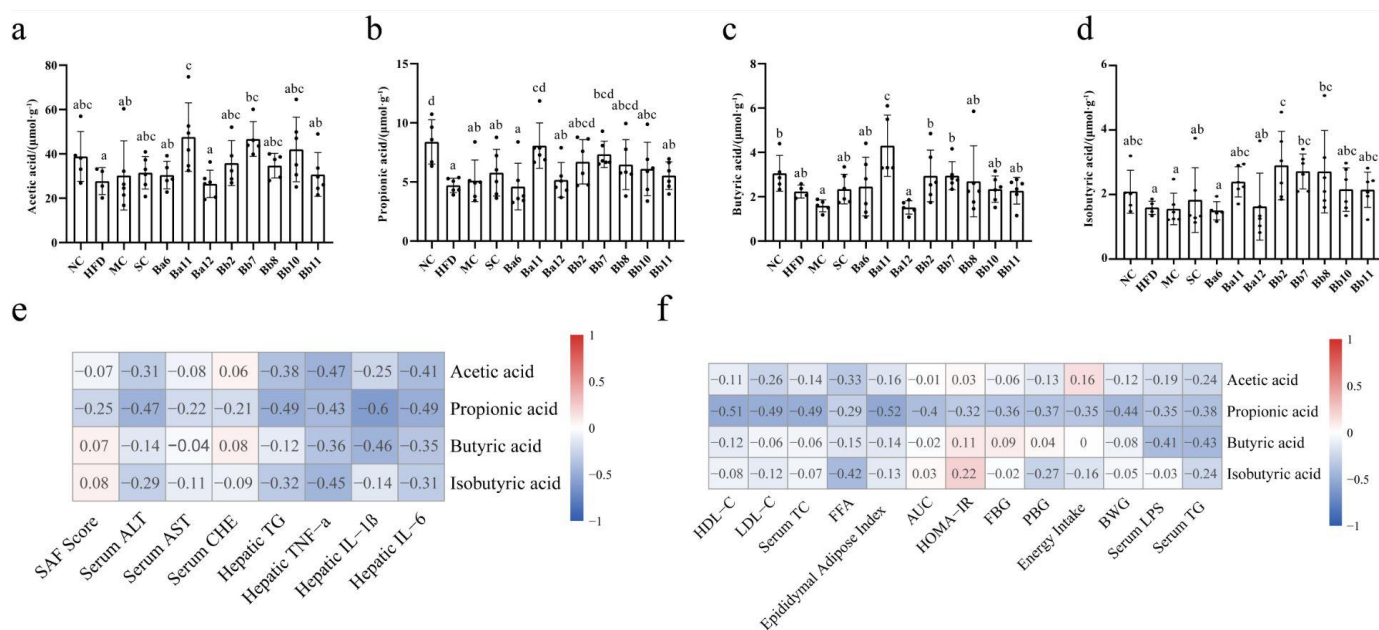 a
80
60
40
20
0
Acetic acid/(μmol·g⁻¹)
abc a ab abc ab c a abc bc abc abc ab
NC HFD MC SC Ba6 Ba11 Ba12 Bb2 Bb7 Bb8 Bb10 Bb11
b
15
10
5
0
Propionic acid/(μmol·g⁻¹)
d a ab abc a cd ab abcd bcd abcd abc ab
NC HFD MC SC Ba6 Ba11 Ba12 Bb2 Bb7 Bb8 Bb10 Bb11
c
8
6
4
2
0
Butyric acid/(μmol·g⁻¹)
b ab a ab ab c a b b ab ab ab
NC HFD MC SC Ba6 Ba11 Ba12 Bb2 Bb7 Bb8 Bb10 Bb11
d
6
4
2
0
Isobutyric acid/(μmol·g⁻¹)
abc a a ab a abc ab c bc bc abc abc
NC HFD MC SC Ba6 Ba11 Ba12 Bb2 Bb7 Bb8 Bb10 Bb11
e
−0.07 −0.31 −0.08 0.06 −0.38 −0.47 −0.25 −0.41 Acetic acid
−0.25 −0.47 −0.22 −0.21 −0.49 −0.43 −0.6 −0.49 Propionic acid
0.07 −0.14 −0.04 0.08 −0.12 −0.36 −0.46 −0.35 Butyric acid
0.08 −0.29 −0.11 −0.09 −0.32 −0.45 −0.14 −0.31 Isobutyric acid
SAF Score
Serum ALT
Serum AST
Serum CHE
Hepatic TG
Hepatic TNF−a
Hepatic IL−1ß
Hepatic IL−6
1
0.5
0
−0.5
−1
f
−0.11 −0.26 −0.14 −0.33 −0.16 −0.01 0.03 −0.06 −0.13 0.16 −0.12 −0.19 −0.24 Acetic acid
−0.51 −0.49 −0.49 −0.29 −0.52 −0.4 −0.32 −0.36 −0.37 −0.35 −0.44 −0.35 −0.38 Propionic acid
−0.12 −0.06 −0.06 −0.15 −0.14 −0.02 0.11 0.09 0.04 0 −0.08 −0.41 −0.43 Butyric acid
−0.08 −0.12 −0.07 −0.42 −0.13 0.03 0.22 −0.02 −0.27 −0.16 −0.05 −0.03 −0.24 Isobutyric acid
HDL−C
LDL−C
Serum TC
FFA
Epididymal Adipose Index
AUC
HOMA−IR
FBG
PBG
Energy Intake
BWG
Serum LPS
Serum TG
1
0.5
0
−0.5
−1